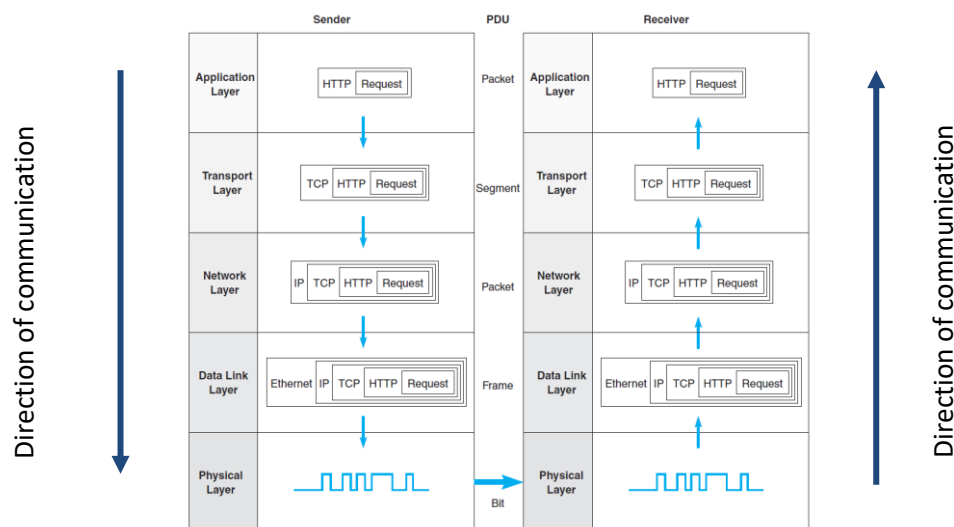 Sender PDU Receiver
Application Layer
HTTP Request
Packet
Application Layer
HTTP Request
Transport Layer
TCP HTTP Request
Segment
Transport Layer
TCP HTTP Request
Network Layer
IP TCP HTTP Request
Packet
Network Layer
IP TCP HTTP Request
Data Link Layer
Ethernet IP TCP HTTP Request
Frame
Data Link Layer
Ethernet IP TCP HTTP Request
Physical Layer
Bit
Physical Layer
Direction of communication
Direction of communication